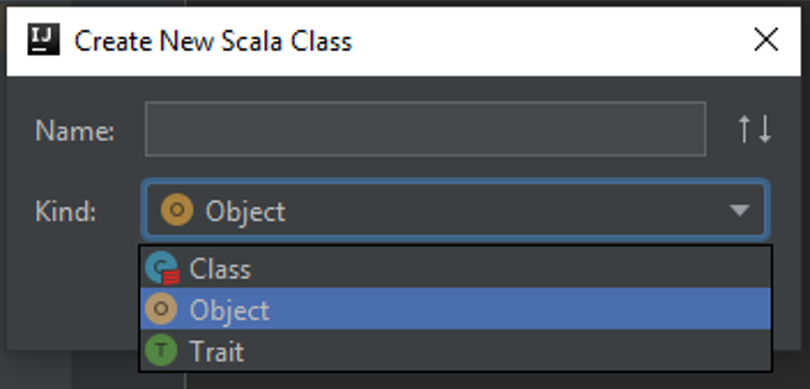 IJ Create New Scala Class
Name:
Kind: O Object
C Class
O Object
T Trait